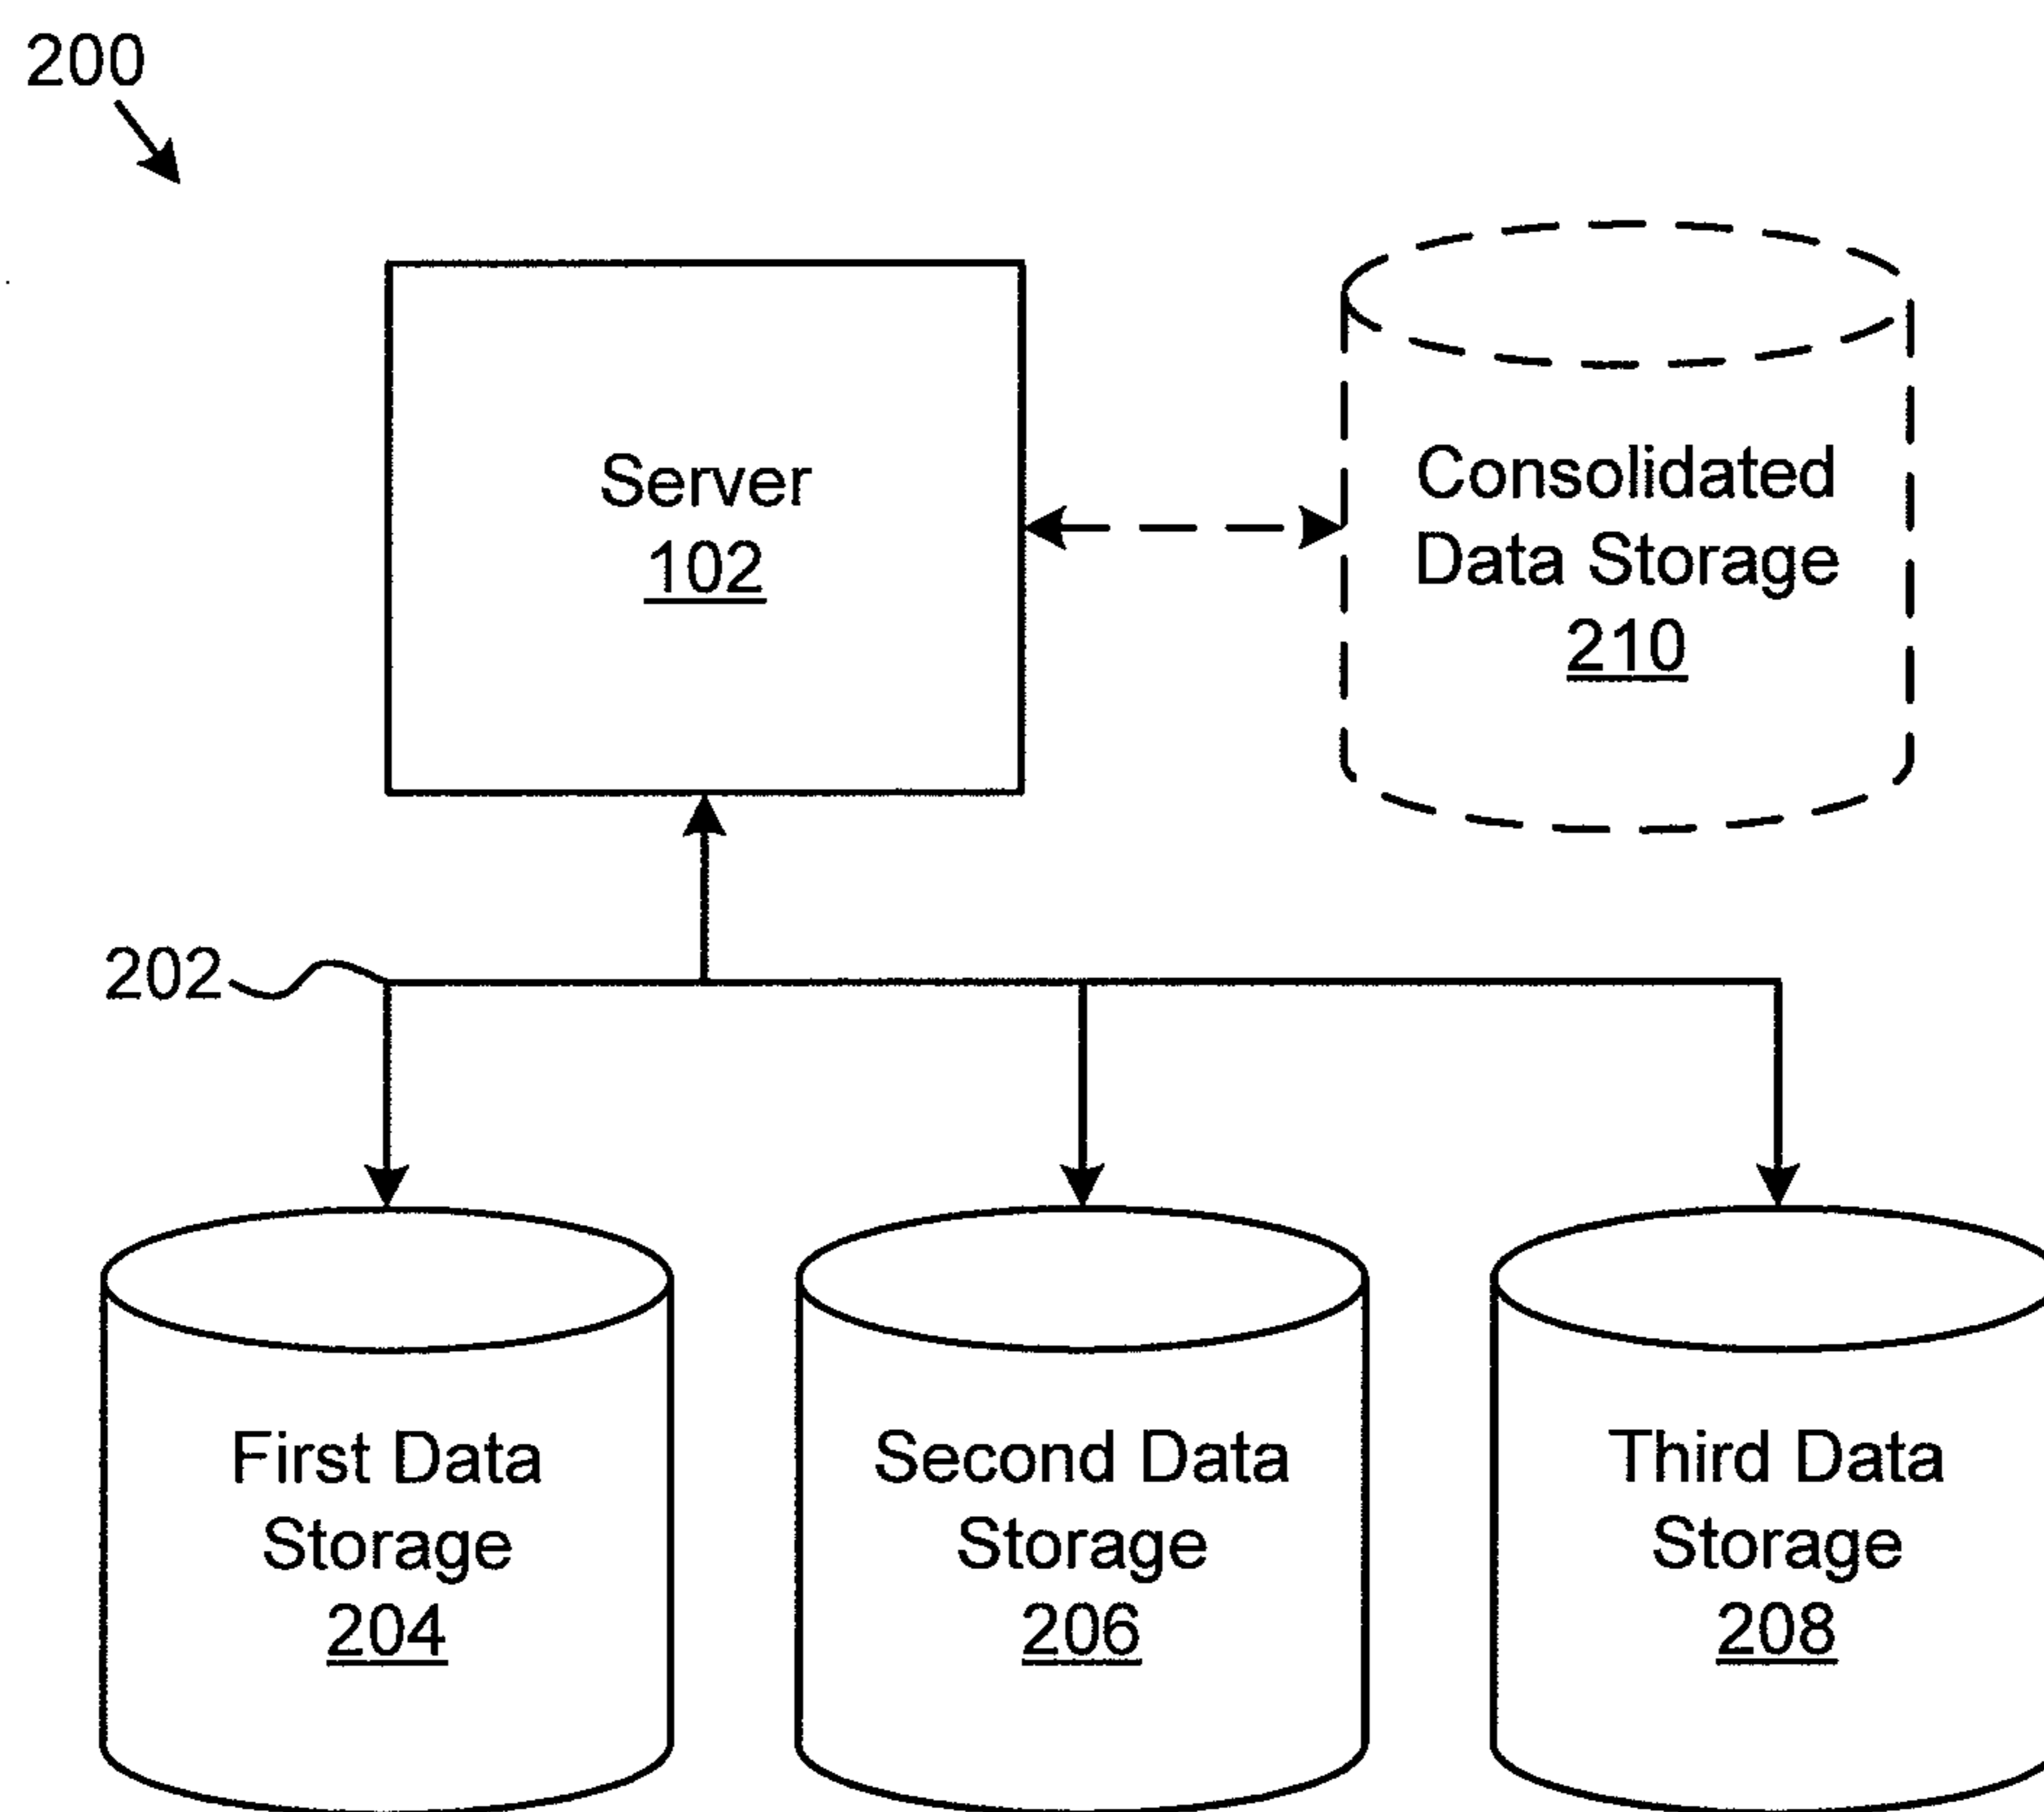 200
Server
102
Consolidated
Data Storage
210
202
First Data
Storage
204
Second Data
Storage
206
Third Data
Storage
208